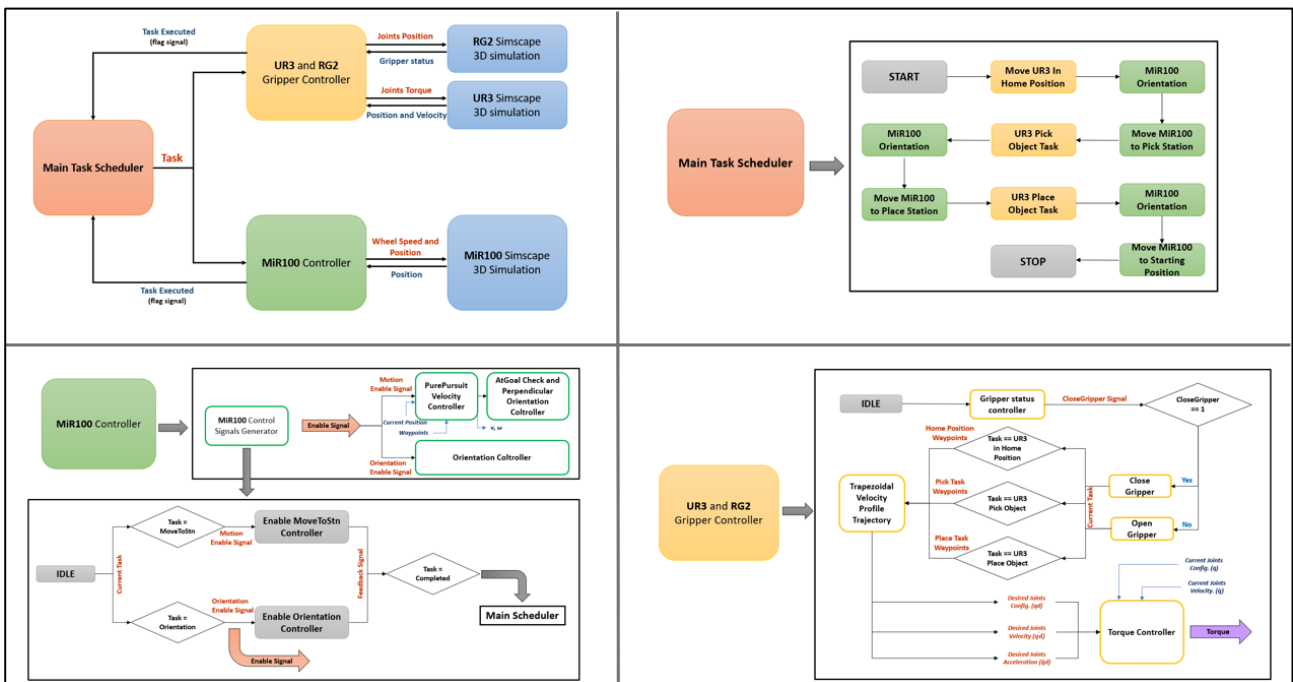 Task Executed
(flag signal)
UR3 and RG2
Gripper Controller
Joints Position
Gripper status
RG2 Simscape
3D simulation
Joints Torque
Position and Velocity
UR3 Simscape
3D simulation
Main Task Scheduler
Task
MiR100 Controller
Wheel Speed and
Position
Position
MiR100 Simscape
3D Simulation
Task Executed
(flag signal)
Main Task Scheduler
START
Move UR3 In
Home Position
MiR100
Orientation
MiR100
Orientation
UR3 Pick
Object Task
Move MiR100
to Pick Station
Move MiR100
to Place Station
UR3 Place
Object Task
MiR100
Orientation
STOP
Move MiR100
to Starting
Position
MiR100 Controller
MiR100 Control
Signals Generator
Enable Signal
Motion
Enable Signal
PurePursuit
Velocity
Controller
AtGoal Check and
Perpendicular
Orientation
Coltroller
Current Position
Waypoints
v, ω
Orientation
Enable Signal
Orientation Coltroller
IDLE
Current Task
Task =
MoveToStn
Motion
Enable Signal
Enable MoveToStn
Controller
Task =
Orientation
Orientation
Enable Signal
Enable Orientation
Controller
Enable Signal
Feedback Signal
Task =
Completed
Main Scheduler
UR3 and RG2
Gripper Controller
IDLE
Gripper status
controller
CloseGripper Signal
CloseGripper
== 1
Home Position
Waypoints
Task == UR3
in Home
Position
Trapezoidal
Velocity
Profile
Trajectory
Pick Task
Waypoints
Task == UR3
Pick Object
Current Task
Close
Gripper
Yes
Open
Gripper
No
Place Task
Waypoints
Task == UR3
Place Object
Current Joints
Config. (q)
Current Joints
Velocity. (q̇)
Desired Joints
Config. (qd)
Desired Joints
Velocity (q̇d)
Desired Joints
Acceleration (q̈d)
Torque Controller
Torque